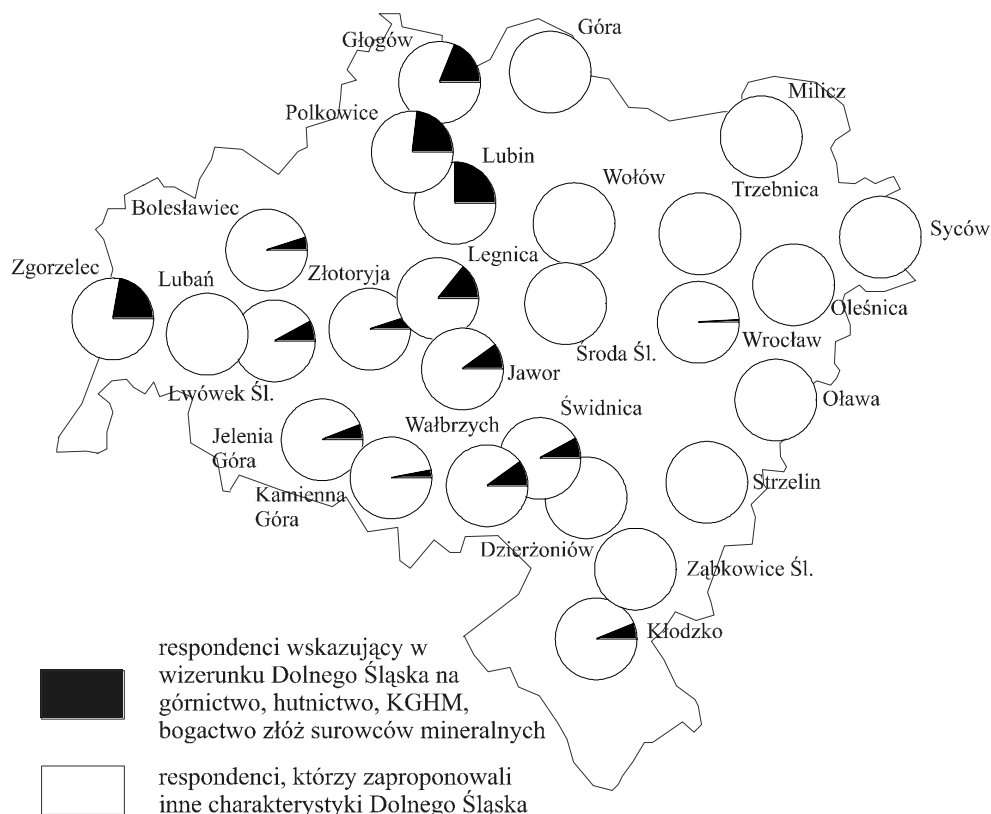 Góra
Głogów
Milicz
Polkowice
Lubin
Wołów
Trzebnica
Bolesławiec
Syców
Legnica
Zgorzelec
Lubań
Złotoryja
Oleśnica
Wrocław
Środa Śl.
Jawor
Lwówek Śl.
Oława
Świdnica
Wałbrzych
Jelenia
Góra
Strzelin
Kamienna
Góra
Dzierżoniów
Ząbkowice Śl.
Kłodzko
respondenci wskazujący w
wizerunku Dolnego Śląska na
górnictwo, hutnictwo, KGHM,
bogactwo złóż surowców mineralnych
respondenci, którzy zaproponowali
inne charakterystyki Dolnego Śląska